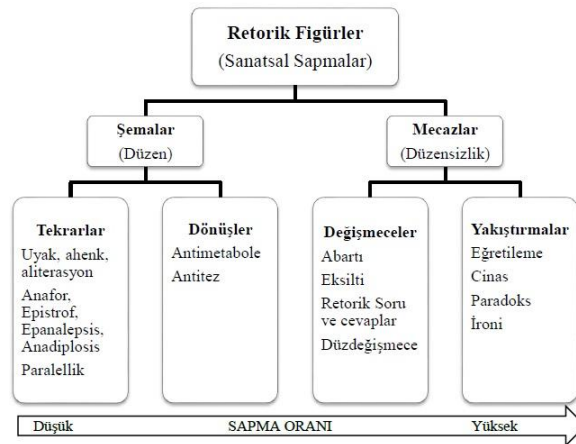 Retorik Figürler
(Sanatsal Sapmalar)
Şemalar
(Düzen)
Mecazlar
(Düzensizlik)
Tekrarlar
Uyak, ahenk,
aliterasyon
Anafor,
Epistrof,
Epanalepsis,
Anadiplosis
Paralellik
Dönüşler
Antimetabole
Antitez
Değişmeceler
Abartı
Eksilti
Retorik Soru
ve cevaplar
Düzdeğişmece
Yakıştırmalar
Eğretileme
Cinas
Paradoks
İroni
Düşük SAPMA ORANI Yüksek